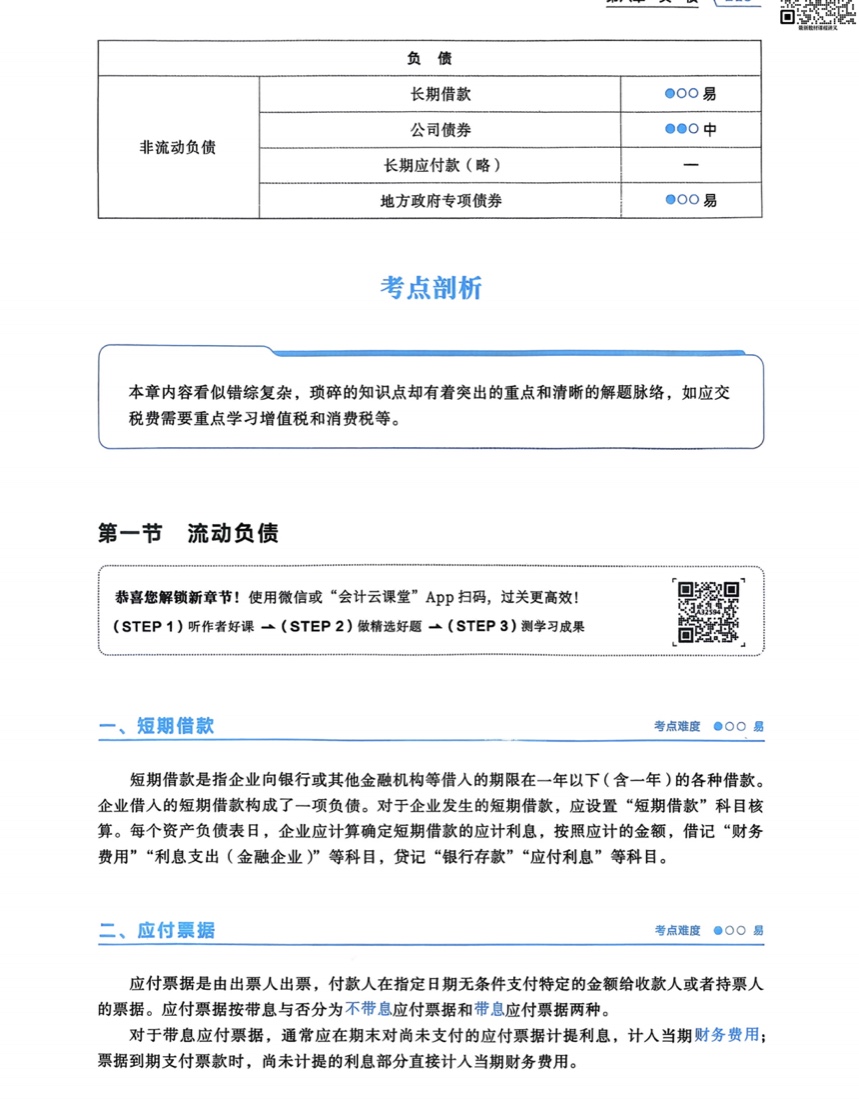 负 债
非流动负债
长期借款 易
公司债券 中
长期应付款（略） —
地方政府专项债券 易
考点剖析
本章内容看似错综复杂，琐碎的知识点却有着突出的重点和清晰的解题脉络，如应交
税费需要重点学习增值税和消费税等。
第一节 流动负债
恭喜您解锁新章节！使用微信或“会计云课堂”App 扫码，过关更高效！
（STEP 1）听作者好课 ⇀（STEP 2）做精选好题 ⇀（STEP 3）测学习成果
一、短期借款 考点难度 易
短期借款是指企业向银行或其他金融机构等借人的期限在一年以下（含一年）的各种借款。
企业借人的短期借款构成了一项负债。对于企业发生的短期借款，应设置“短期借款”科目核
算。每个资产负债表日，企业应计算确定短期借款的应计利息，按照应计的金额，借记“财务
费用”“利息支出（金融企业）”等科目，贷记“银行存款”“应付利息”等科目。
二、应付票据 考点难度 易
应付票据是由出票人出票，付款人在指定日期无条件支付特定的金额给收款人或者持票人
的票据。应付票据按带息与否分为不带息应付票据和带息应付票据两种。
对于带息应付票据，通常应在期末对尚未支付的应付票据计提利息，计人当期财务费用；
票据到期支付票款时，尚未计提的利息部分直接计人当期财务费用。